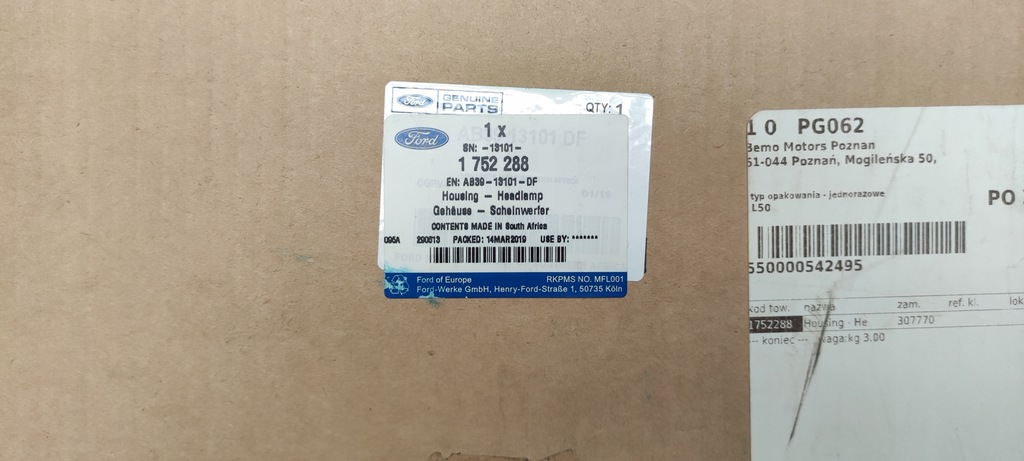 Ford GENUINE PARTS
QTY: 1
Ford
1 x
SN: -13101-
1 752 288
EN: AB39-13101-DF
Housing - Headlamp
Gehäuse - Scheinwerfer
CONTENTS MADE IN South Africa
095A 290613 PACKED: 14MAR2019 USE BY: *******
Ford of Europe RKPMS NO. MFL001
Ford-Werke GmbH, Henry-Ford-Straße 1, 50735 Köln
10 PG062
Bemo Motors Poznan
61-044 Poznań, Mogileńska 50,
typ opakowania - jednorazowe
L50
PO
550000542495
kod tow. nazwa zam. ref. kl. lok
1752288 Housing - He 307770
--- koniec --- waga:kg 3.00